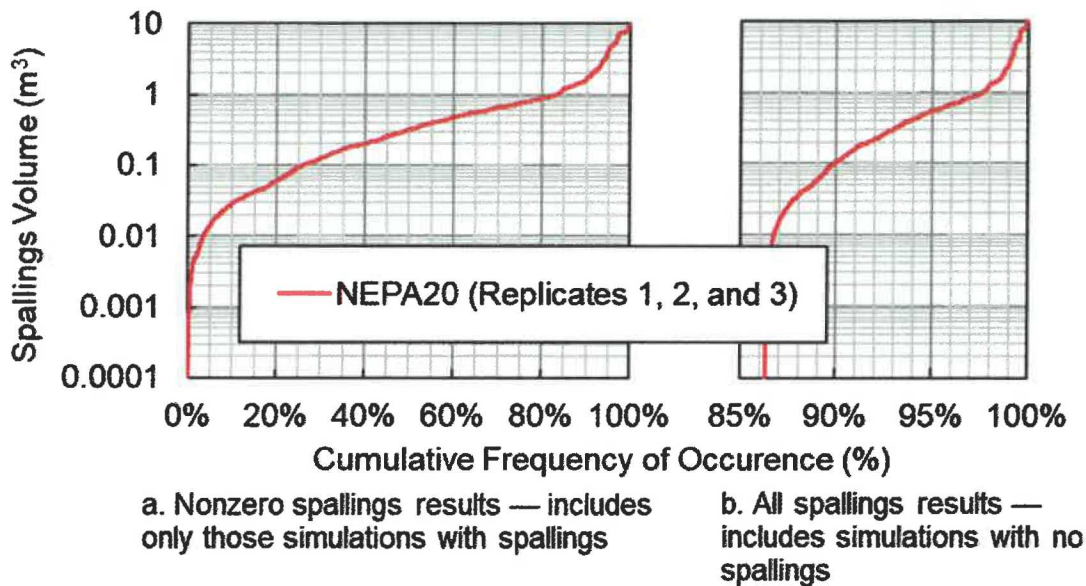 10
1
0.1
0.01
0.001
0.0001
Spallings Volume (m³)
NEPA20 (Replicates 1, 2, and 3)
0% 20% 40% 60% 80% 100%
85% 90% 95% 100%
Cumulative Frequency of Occurence (%)
a. Nonzero spallings results — includes
only those simulations with spallings
b. All spallings results —
includes simulations with no
spallings